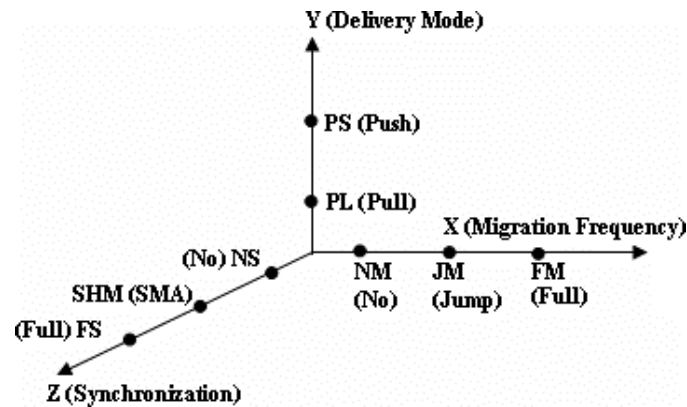 Y (Delivery Mode)
PS (Push)
PL (Pull)
X (Migration Frequency)
(No) NS
NM
(No)
JM
(Jump)
FM
(Full)
SHM (SMA)
(Full) FS
Z (Synchronization)